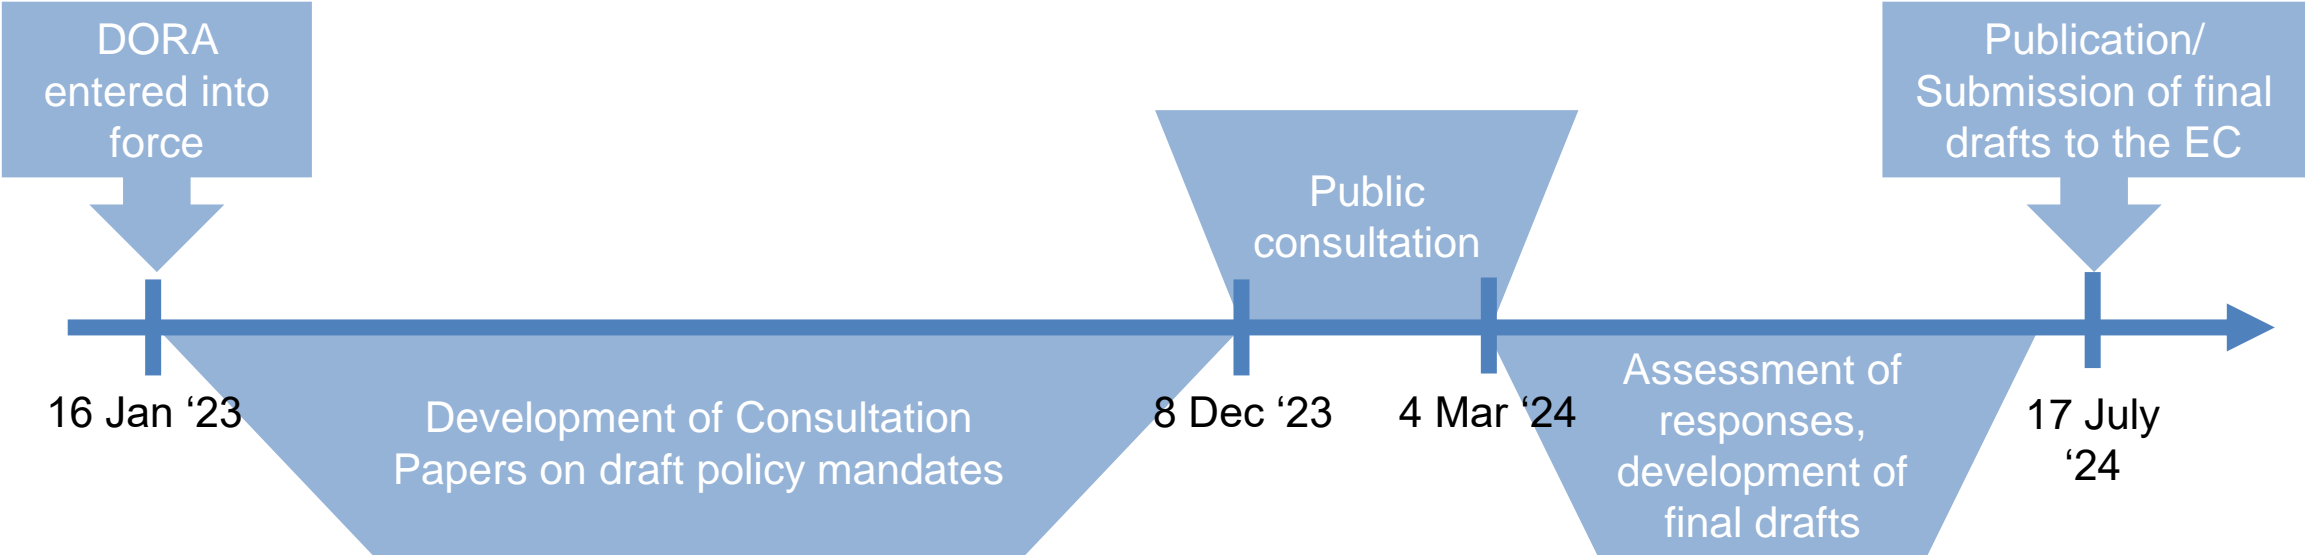 DORA
entered into
force
Publication/
Submission of final
drafts to the EC
Public
consultation
16 Jan ‘23
8 Dec ‘23
4 Mar ‘24
17 July
‘24
Development of Consultation
Papers on draft policy mandates
Assessment of
responses,
development of
final drafts